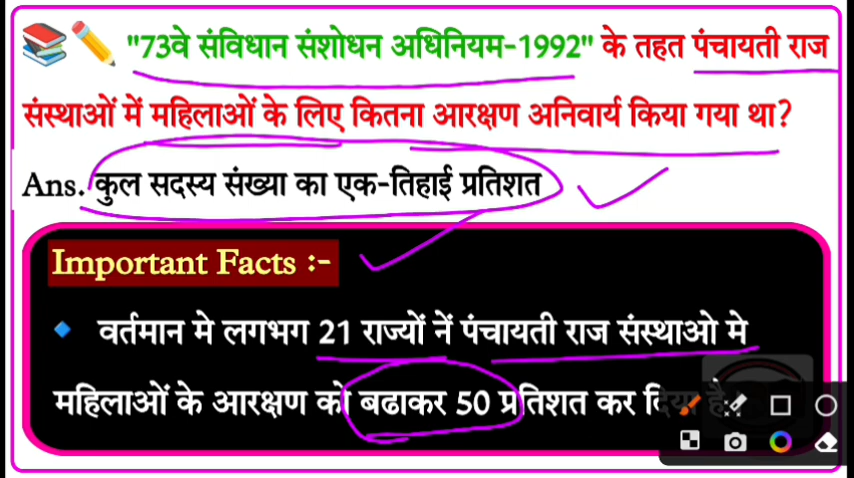 "73वे संविधान संशोधन अधिनियम-1992" के तहत पंचायती राज
संस्थाओं में महिलाओं के लिए कितना आरक्षण अनिवार्य किया गया था?
Ans. कुल सदस्य संख्या का एक-तिहाई प्रतिशत
Important Facts :-
वर्तमान मे लगभग 21 राज्यों नें पंचायती राज संस्थाओ मे
महिलाओं के आरक्षण को बढाकर 50 प्रतिशत कर दिया है